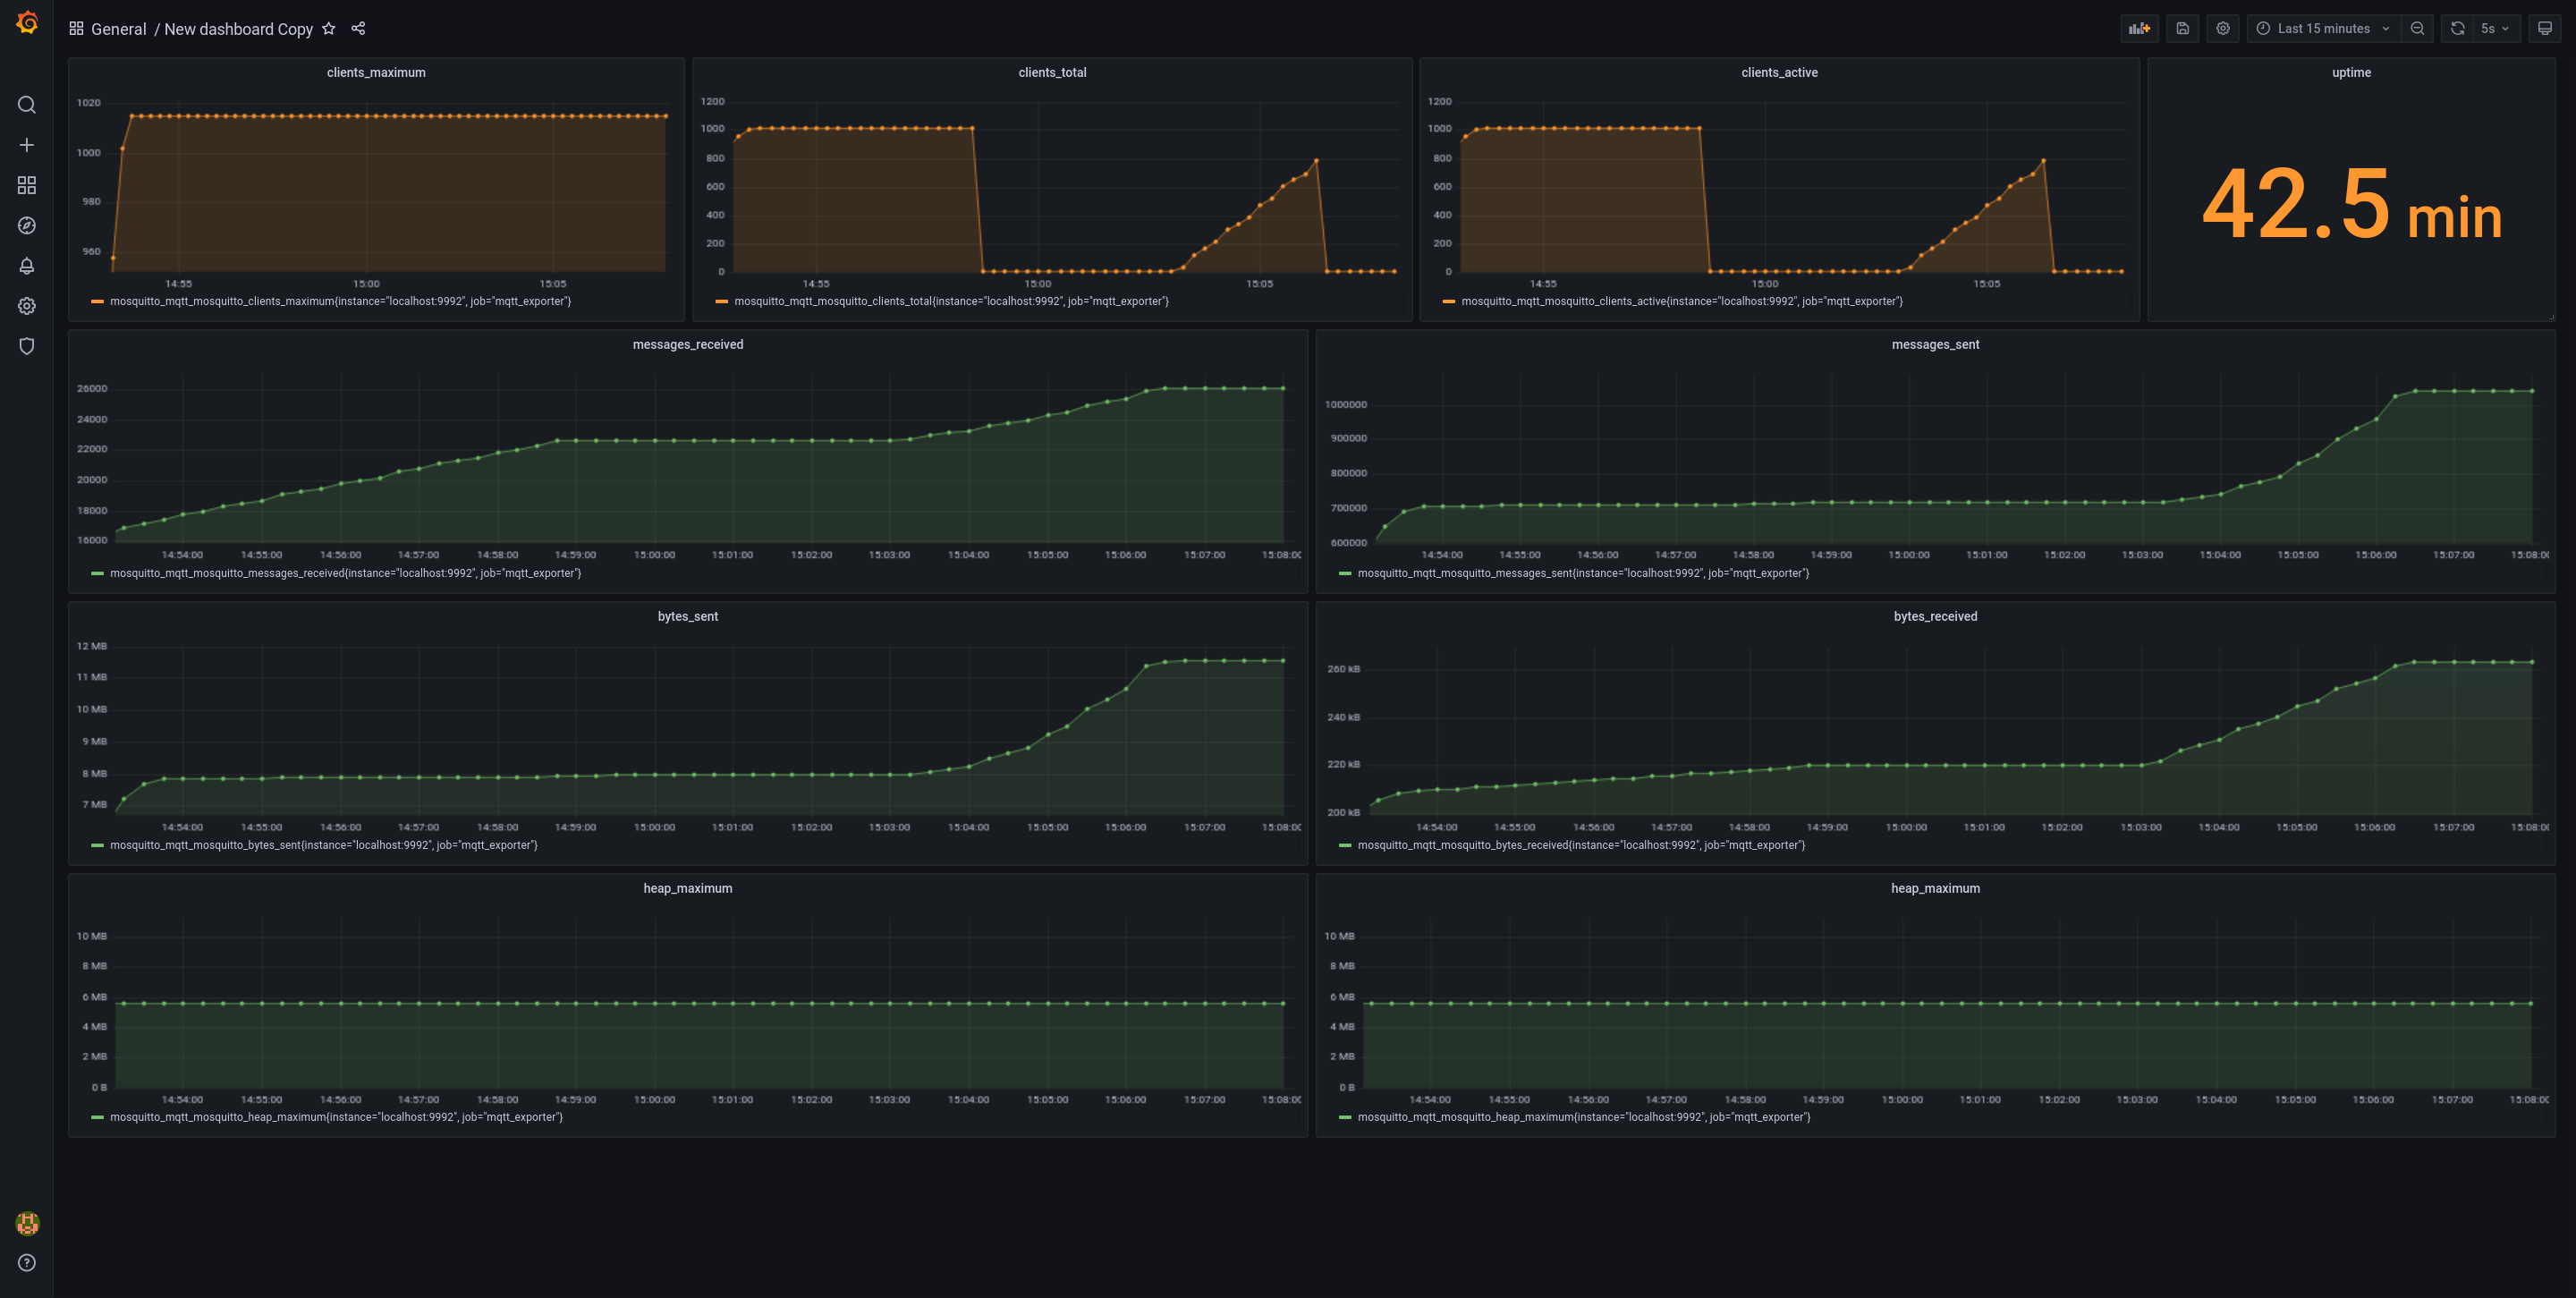 General / New dashboard Copy
Last 15 minutes
5s
clients_maximum
1020
1000
980
960
14:55 15:00 15:05
mosquitto_mqtt_mosquitto_clients_maximum{instance="localhost:9992", job="mqtt_exporter"}
clients_total
1200
1000
800
600
400
200
0
14:55 15:00 15:05
mosquitto_mqtt_mosquitto_clients_total{instance="localhost:9992", job="mqtt_exporter"}
clients_active
1200
1000
800
600
400
200
0
14:55 15:00 15:05
mosquitto_mqtt_mosquitto_clients_active{instance="localhost:9992", job="mqtt_exporter"}
uptime
42.5 min
messages_received
26000
24000
22000
20000
18000
16000
14:54:00 14:55:00 14:56:00 14:57:00 14:58:00 14:59:00 15:00:00 15:01:00 15:02:00 15:03:00 15:04:00 15:05:00 15:06:00 15:07:00 15:08:00
mosquitto_mqtt_mosquitto_messages_received{instance="localhost:9992", job="mqtt_exporter"}
messages_sent
1000000
900000
800000
700000
600000
14:54:00 14:55:00 14:56:00 14:57:00 14:58:00 14:59:00 15:00:00 15:01:00 15:02:00 15:03:00 15:04:00 15:05:00 15:06:00 15:07:00 15:08:00
mosquitto_mqtt_mosquitto_messages_sent{instance="localhost:9992", job="mqtt_exporter"}
bytes_sent
12 MB
11 MB
10 MB
9 MB
8 MB
7 MB
14:54:00 14:55:00 14:56:00 14:57:00 14:58:00 14:59:00 15:00:00 15:01:00 15:02:00 15:03:00 15:04:00 15:05:00 15:06:00 15:07:00 15:08:00
mosquitto_mqtt_mosquitto_bytes_sent{instance="localhost:9992", job="mqtt_exporter"}
bytes_received
260 kB
240 kB
220 kB
200 kB
14:54:00 14:55:00 14:56:00 14:57:00 14:58:00 14:59:00 15:00:00 15:01:00 15:02:00 15:03:00 15:04:00 15:05:00 15:06:00 15:07:00 15:08:00
mosquitto_mqtt_mosquitto_bytes_received{instance="localhost:9992", job="mqtt_exporter"}
heap_maximum
10 MB
8 MB
6 MB
4 MB
2 MB
0 B
14:54:00 14:55:00 14:56:00 14:57:00 14:58:00 14:59:00 15:00:00 15:01:00 15:02:00 15:03:00 15:04:00 15:05:00 15:06:00 15:07:00 15:08:00
mosquitto_mqtt_mosquitto_heap_maximum{instance="localhost:9992", job="mqtt_exporter"}
heap_maximum
10 MB
8 MB
6 MB
4 MB
2 MB
0 B
14:54:00 14:55:00 14:56:00 14:57:00 14:58:00 14:59:00 15:00:00 15:01:00 15:02:00 15:03:00 15:04:00 15:05:00 15:06:00 15:07:00 15:08:00
mosquitto_mqtt_mosquitto_heap_maximum{instance="localhost:9992", job="mqtt_exporter"}